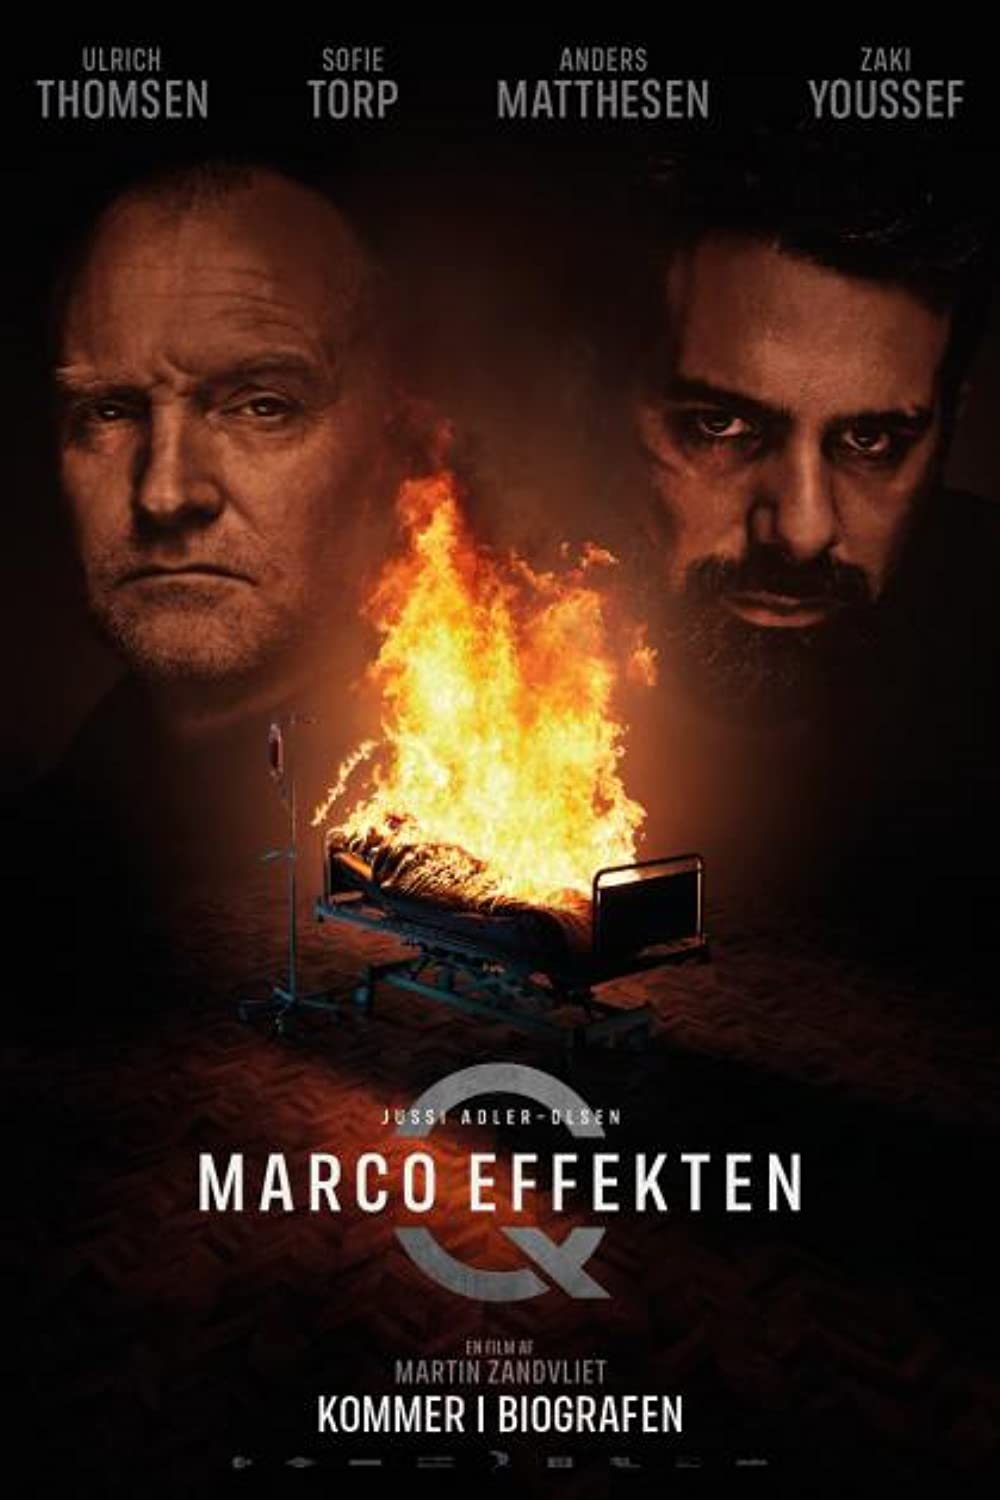 ULRICH
THOMSEN
SOFIE
TORP
ANDERS
MATTHESEN
ZAKI
YOUSSEF
JUSSI ADLER-OLSEN
MARCO EFFEKTEN
Q
EN FILM AF
MARTIN ZANDVLIET
KOMMER I BIOGRAFEN